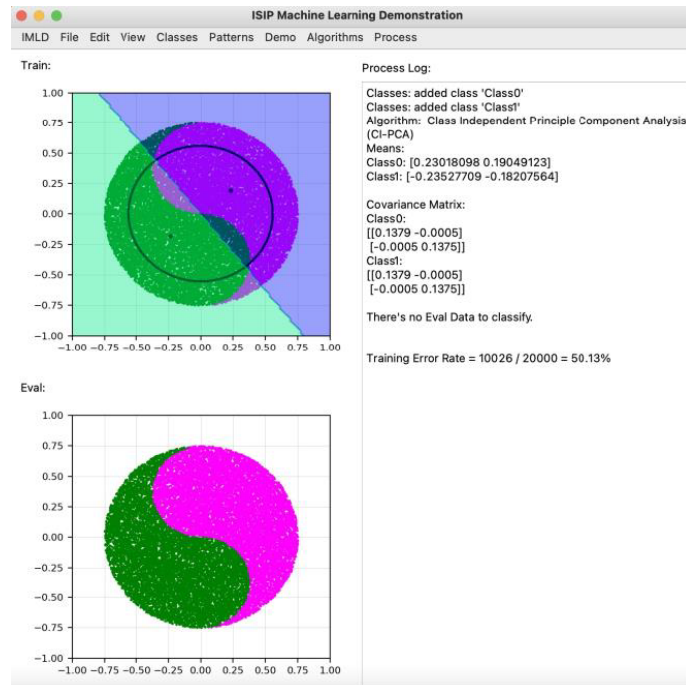 ISIP Machine Learning Demonstration
IMLD File Edit View Classes Patterns Demo Algorithms Process
Train:
1.00
0.75
0.50
0.25
0.00
−0.25
−0.50
−0.75
−1.00
−1.00 −0.75 −0.50 −0.25 0.00 0.25 0.50 0.75 1.00
Eval:
1.00
0.75
0.50
0.25
0.00
−0.25
−0.50
−0.75
−1.00
−1.00 −0.75 −0.50 −0.25 0.00 0.25 0.50 0.75 1.00
Process Log:
Classes: added class 'Class0'
Classes: added class 'Class1'
Algorithm: Class Independent Principle Component Analysis
(CI-PCA)
Means:
Class0: [0.23018098 0.19049123]
Class1: [-0.23527709 -0.18207564]
Covariance Matrix:
Class0:
[[0.1379 -0.0005]
[-0.0005 0.1375]]
Class1:
[[0.1379 -0.0005]
[-0.0005 0.1375]]
There's no Eval Data to classify.
Training Error Rate = 10026 / 20000 = 50.13%